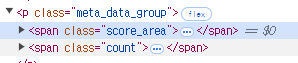 ▼<p class="meta_data_group"> flex
▶<span class="score_area">…</span> == $0
▶<span class="count">…</span>